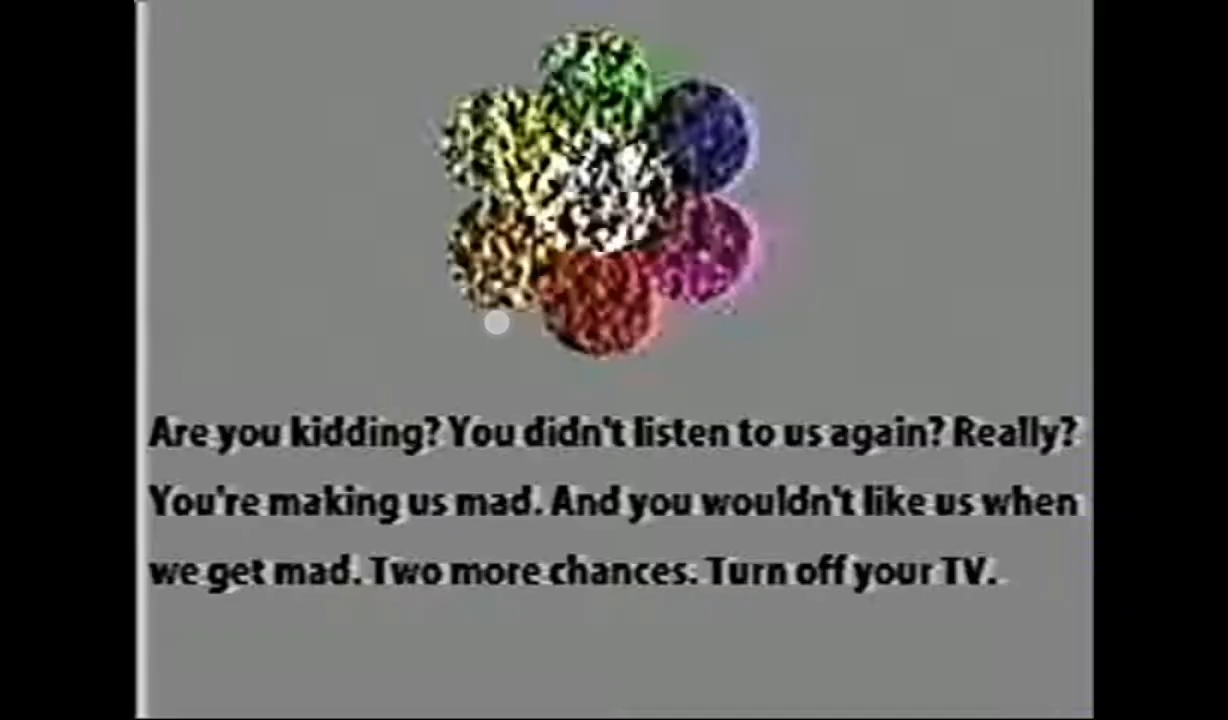 Are you kidding? You didn't listen to us again? Really?
You're making us mad. And you wouldn't like us when
we get mad. Two more chances. Turn off your TV.